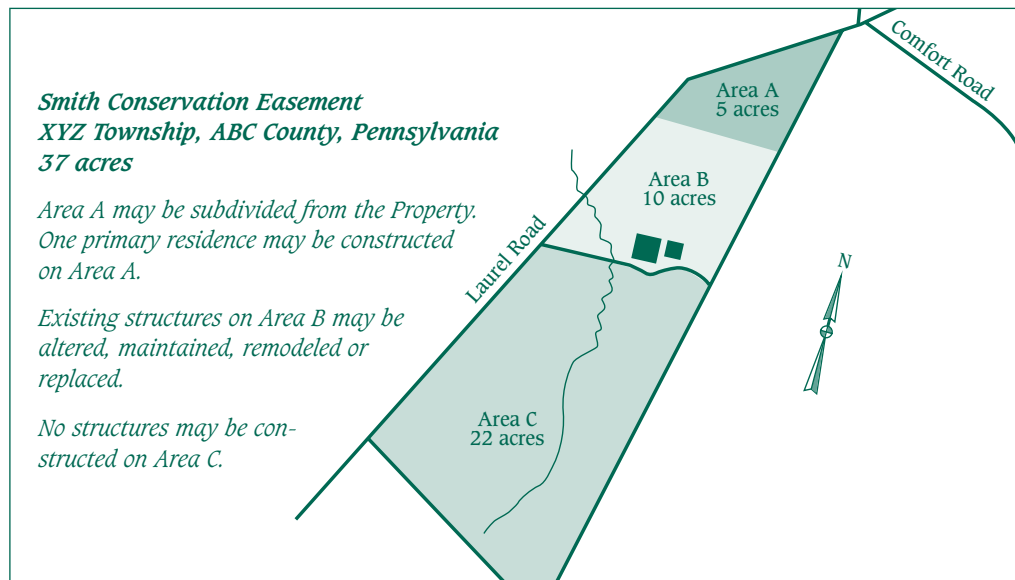 Smith Conservation Easement
XYZ Township, ABC County, Pennsylvania
37 acres
Area A may be subdivided from the Property.
One primary residence may be constructed
on Area A.
Existing structures on Area B may be
altered, maintained, remodeled or
replaced.
No structures may be con-
structed on Area C.
Comfort Road
Area A
5 acres
Area B
10 acres
Laurel Road
N
Area C
22 acres